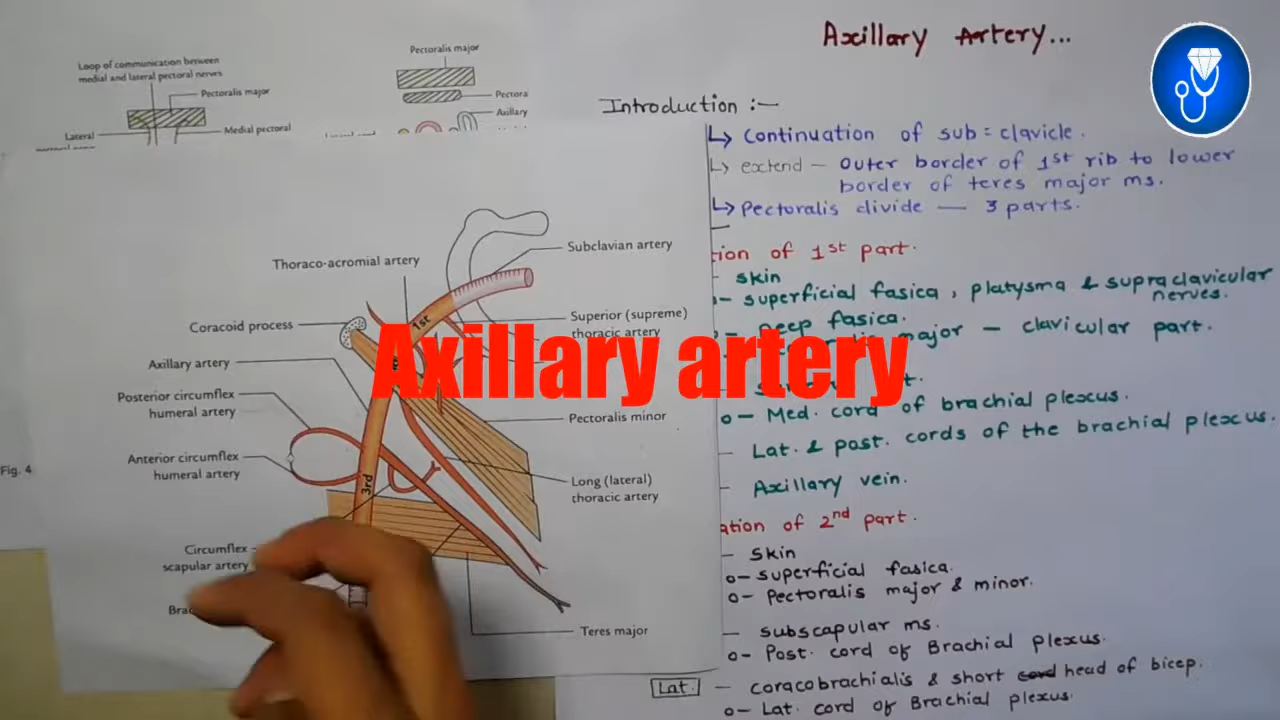 Axillary Artery...
Loop of communication between
medial and lateral pectoral nerves
Pectoralis major
Lateral
Medial pectoral
Pectoralis major
Axillary
Introduction :-
↳ Continuation of sub = clavicle.
↳ extend - Outer border of 1st rib to lower
border of teres major ms.
↳ Pectoralis divide — 3 parts.
Thoraco-acromial artery
Subclavian artery
Coracoid process
Superior (supreme)
thoracic artery
Axillary artery
Posterior circumflex
humeral artery
Pectoralis minor
Anterior circumflex
humeral artery
Long (lateral)
thoracic artery
Circumflex
scapular artery
Teres major
1st
3rd
Fig. 4
Axillary artery
of 1st part.
- Skin
- superficial fasica, platysma & supraclavicular
nerves.
- Deep fasica.
major - clavicular part.
o- Med. cord of brachial plexus.
- Lat. & post. cords of the brachial plexus.
- Axillary vein.
of 2nd part.
- Skin
o- superficial fasica.
o- Pectoralis major & minor.
- subscapular ms.
o- Post. cord of Brachial plexus.
Lat. - coracobrachialis & short head of bicep.
o- Lat. cord of Brachial plexus.